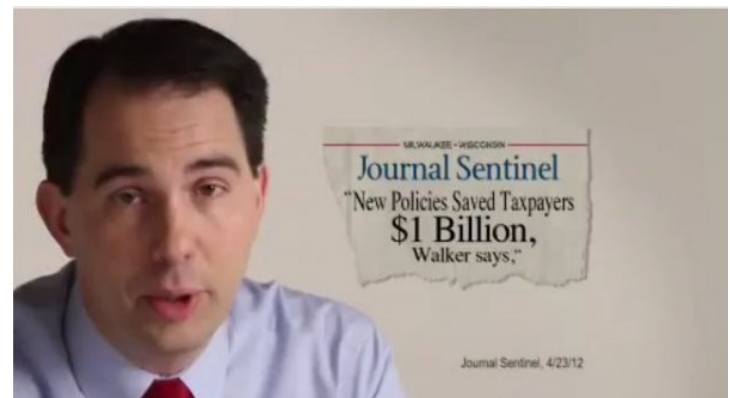 MILWAUKEE • WISCONSIN
Journal Sentinel
“New Policies Saved Taxpayers
$1 Billion,
Walker says,”
Journal Sentinel, 4/23/12